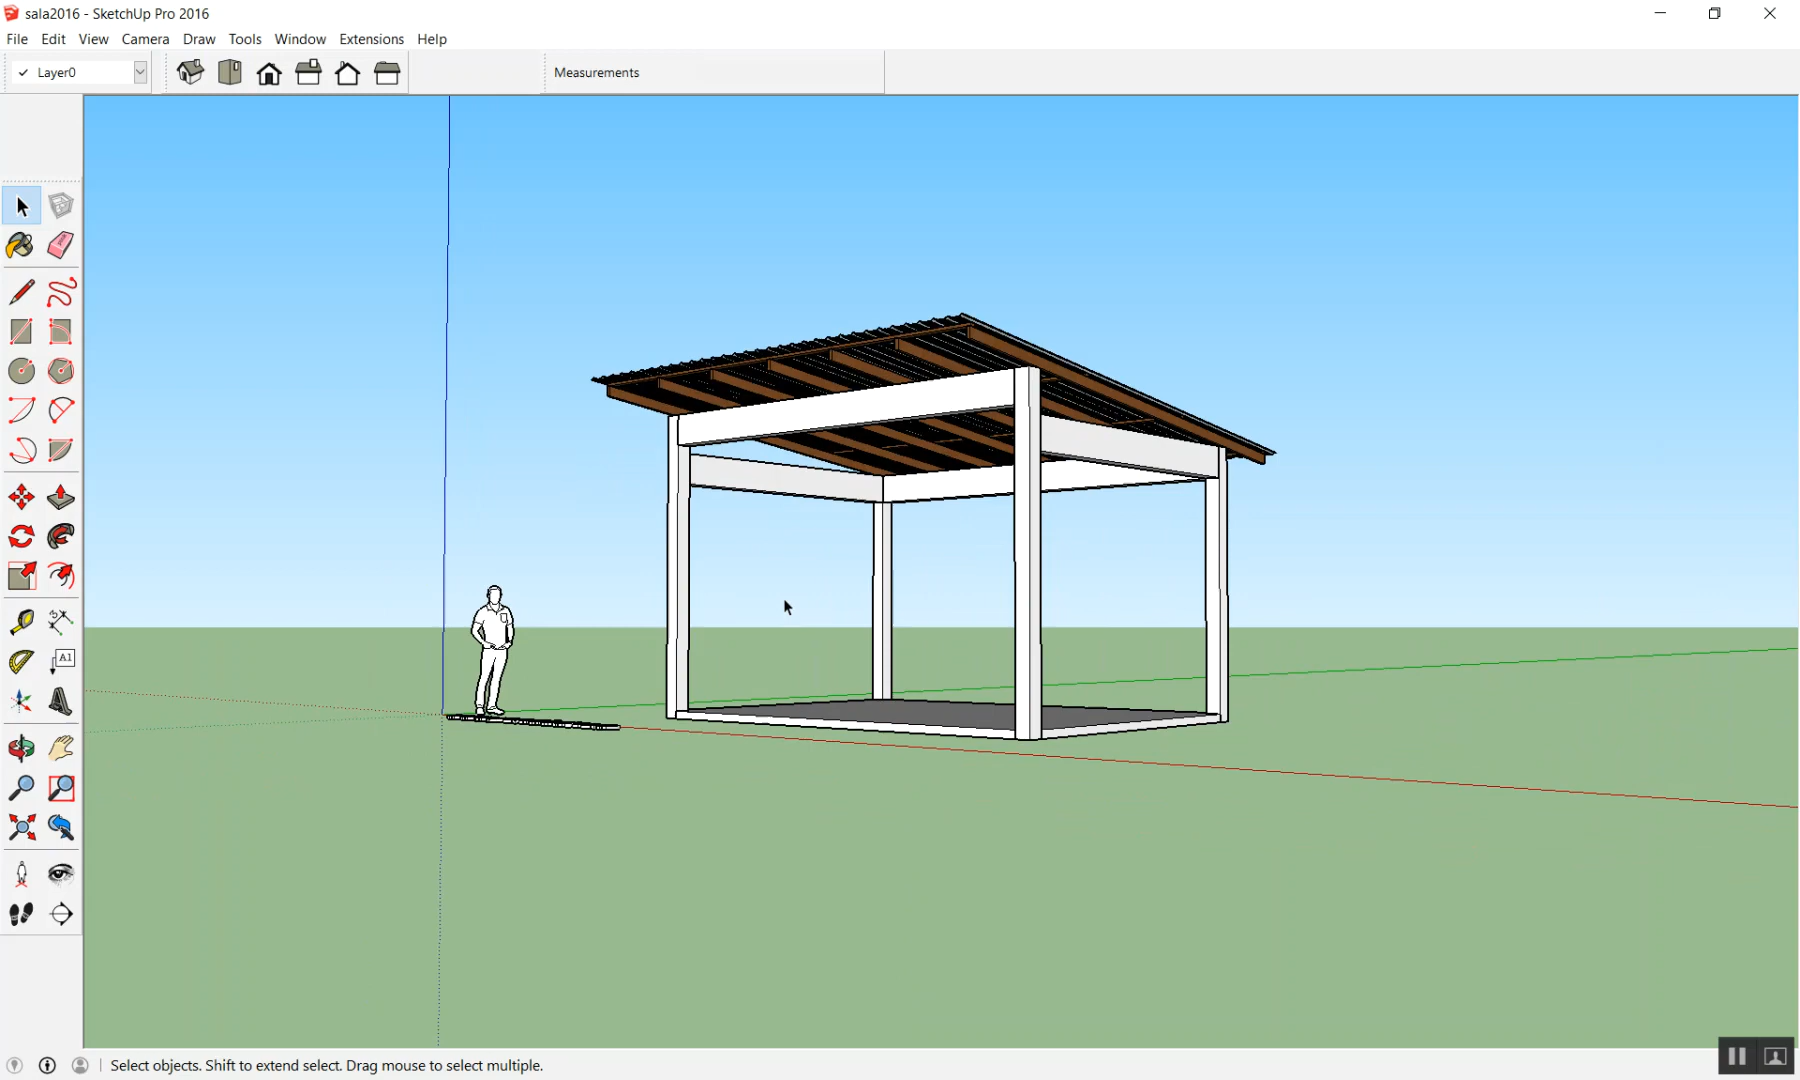 sala2016 - SketchUp Pro 2016
File Edit View Camera Draw Tools Window Extensions Help
Layer0
Measurements
A1
Select objects. Shift to extend select. Drag mouse to select multiple.